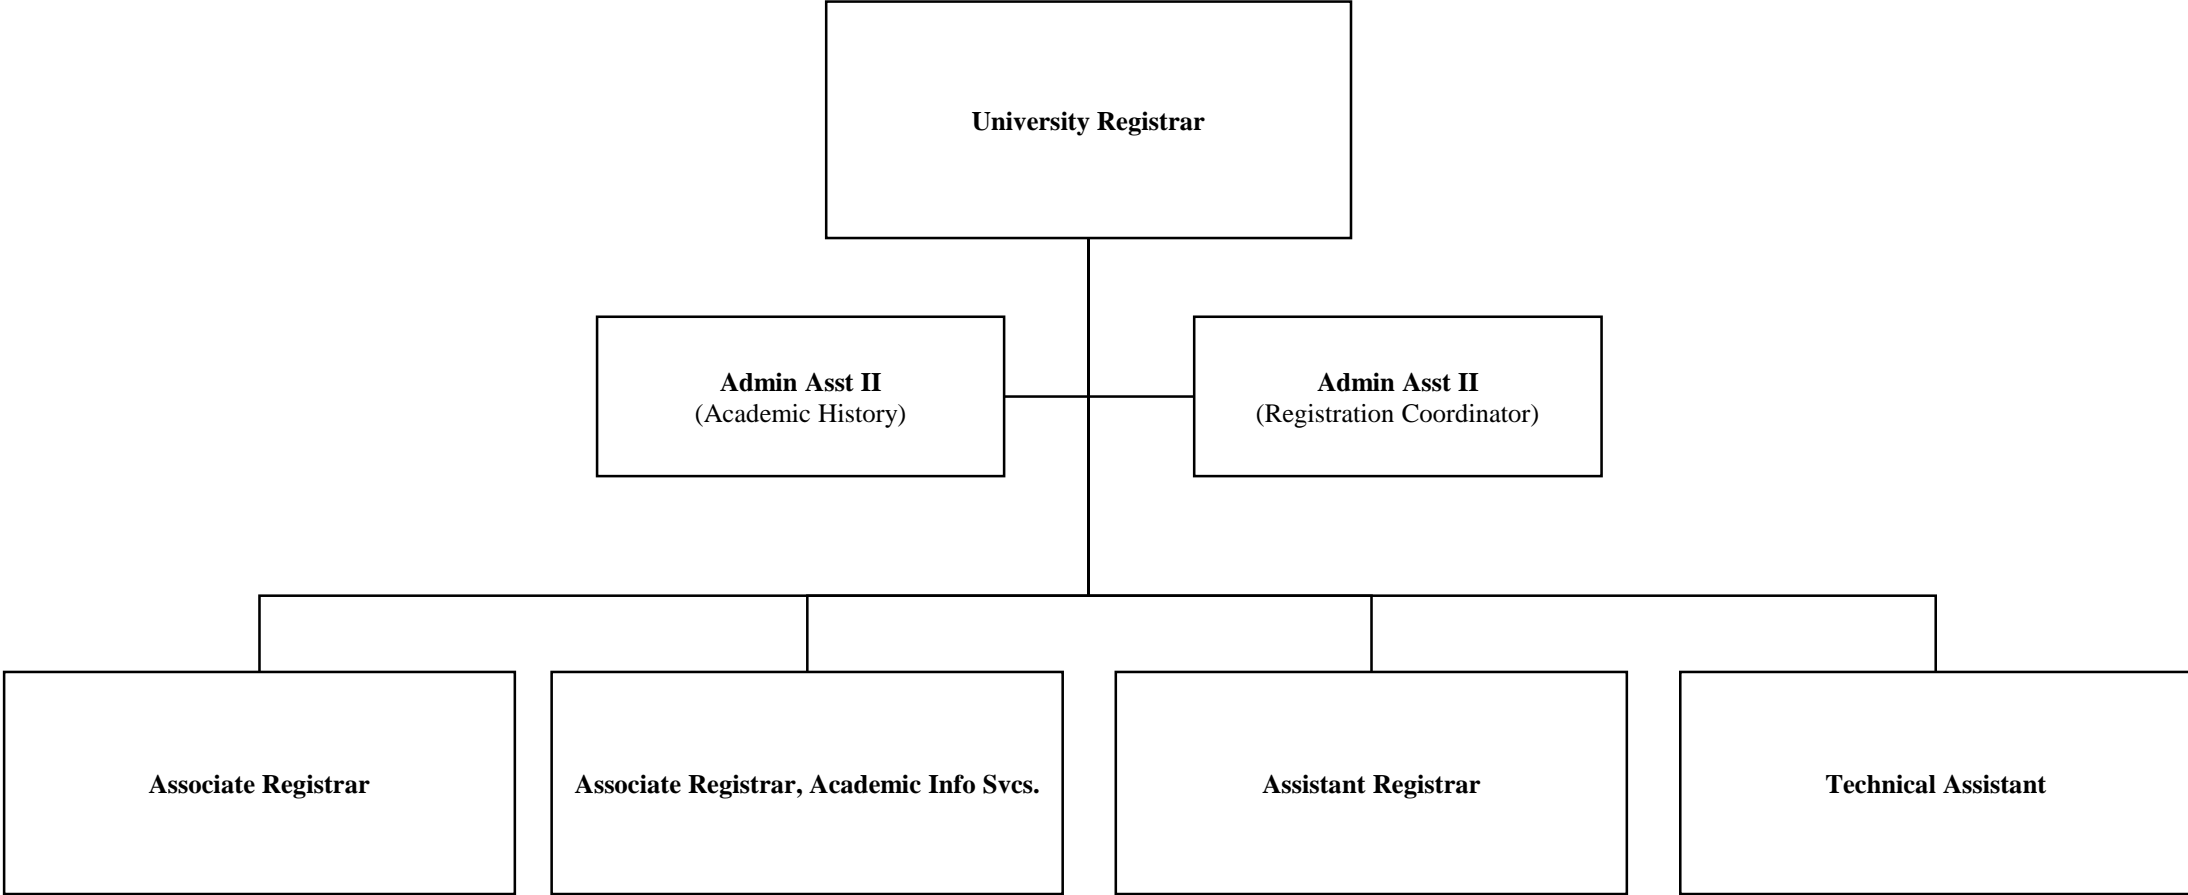 University Registrar
Admin Asst II
(Academic History)
Admin Asst II
(Registration Coordinator)
Associate Registrar
Associate Registrar, Academic Info Svcs.
Assistant Registrar
Technical Assistant